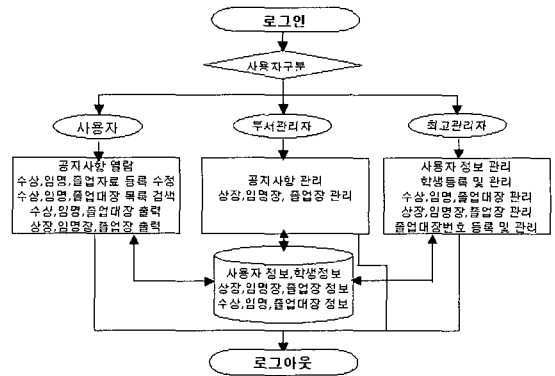 로그인
사용자구분
사용자
부서관리자
최고관리자
공지사항 열람
수상,임명,졸업자료 등록 수정
수상,임명,졸업대장 목록 검색
수상,임명,졸업대장 출력
상장,임명장,졸업장 출력
공지사항 관리
상장,임명장, 졸업장 관리
사용자 정보 관리
학생등록 및 관리
수상,임명,졸업대장 관리
상장,임명장,졸업장 관리
졸업대장번호 등록 및 관리
사용자 정보,학생정보
상장,임명장,졸업장 정보
수상,임명,졸업대장 정보
로그아웃